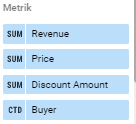 Metrik
SUM Revenue
SUM Price
SUM Discount Amount
CTD Buyer